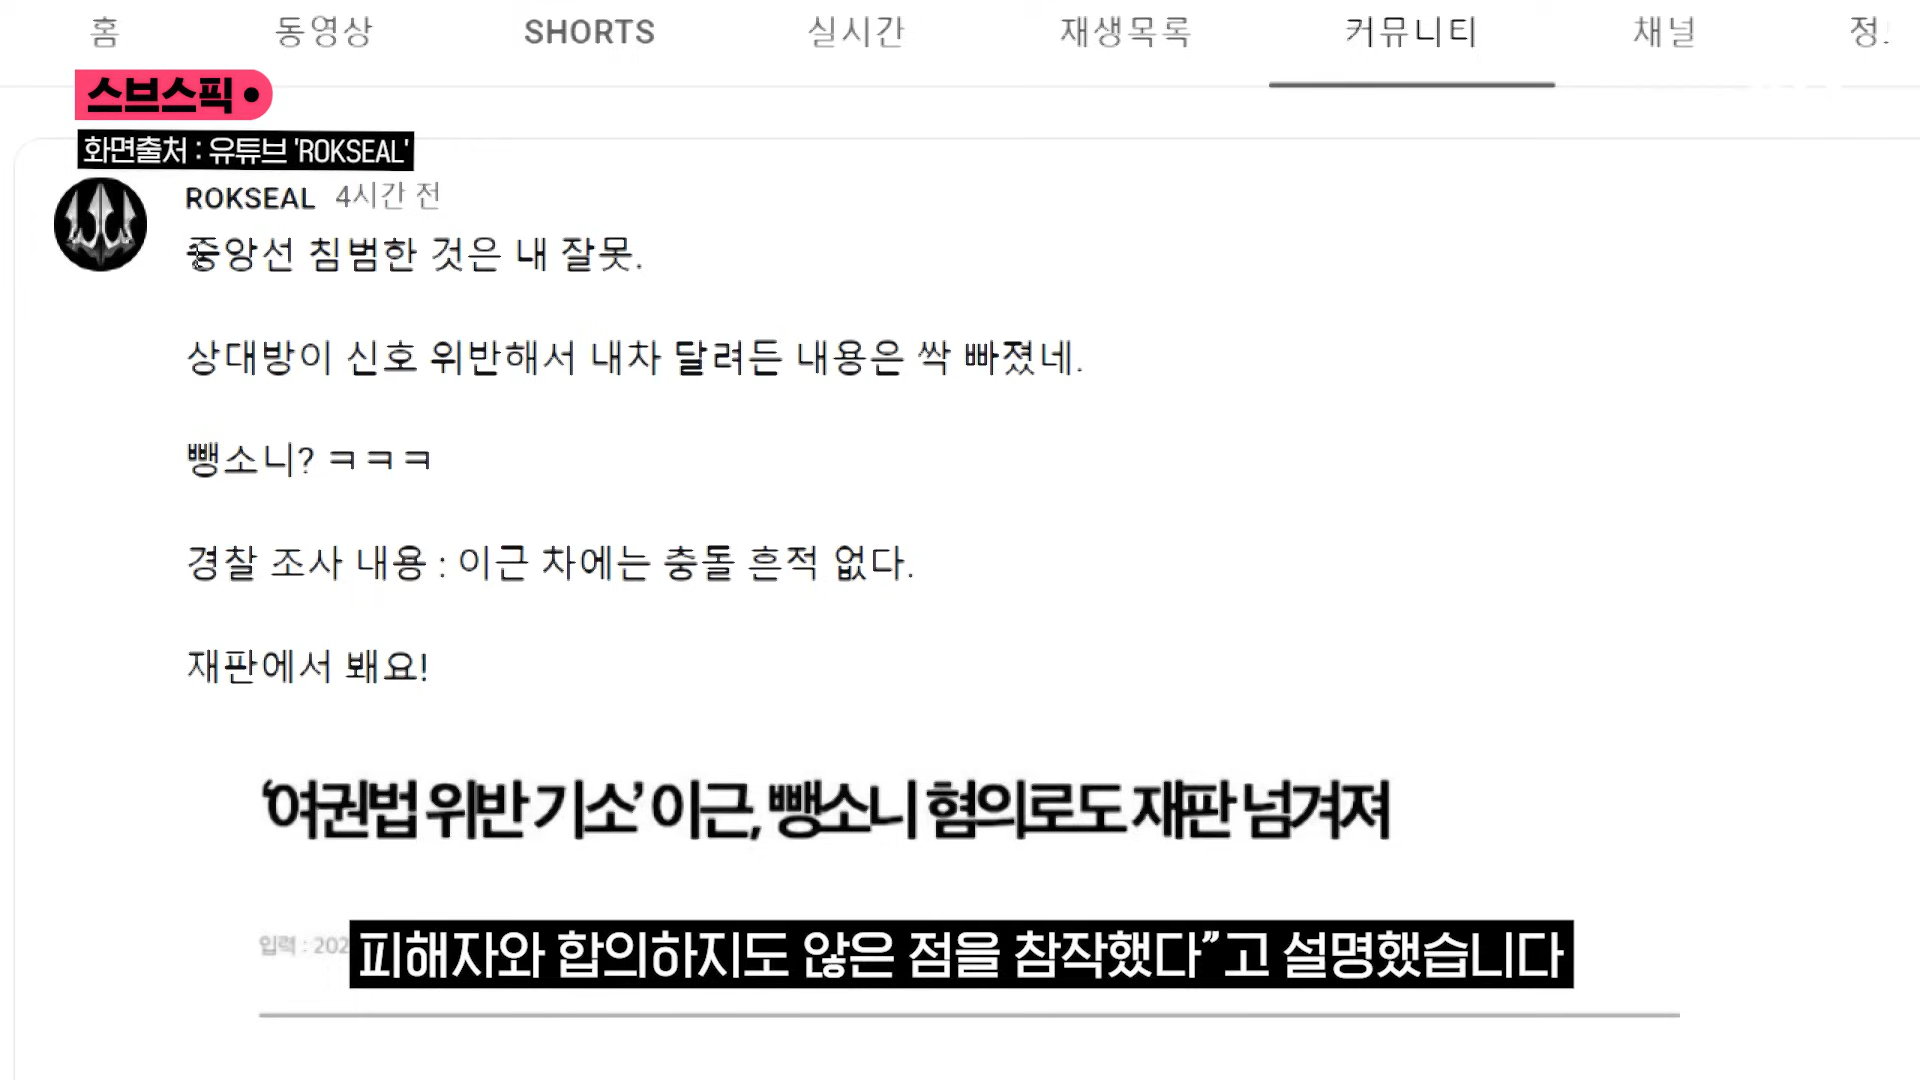 홈 동영상 SHORTS 실시간 재생목록 커뮤니티 채널
스브스픽
화면출처 : 유튜브 'ROKSEAL'
ROKSEAL 4시간 전
중앙선 침범한 것은 내 잘못.
상대방이 신호 위반해서 내차 달려든 내용은 싹 빠졌네.
뺑소니? ㅋㅋㅋ
경찰 조사 내용 : 이근 차에는 충돌 흔적 없다.
재판에서 봬요!
‘여권법 위반 기소’ 이근, 뺑소니 혐의로도 재판 넘겨져
입력 : 202
피해자와 합의하지도 않은 점을 참작했다”고 설명했습니다